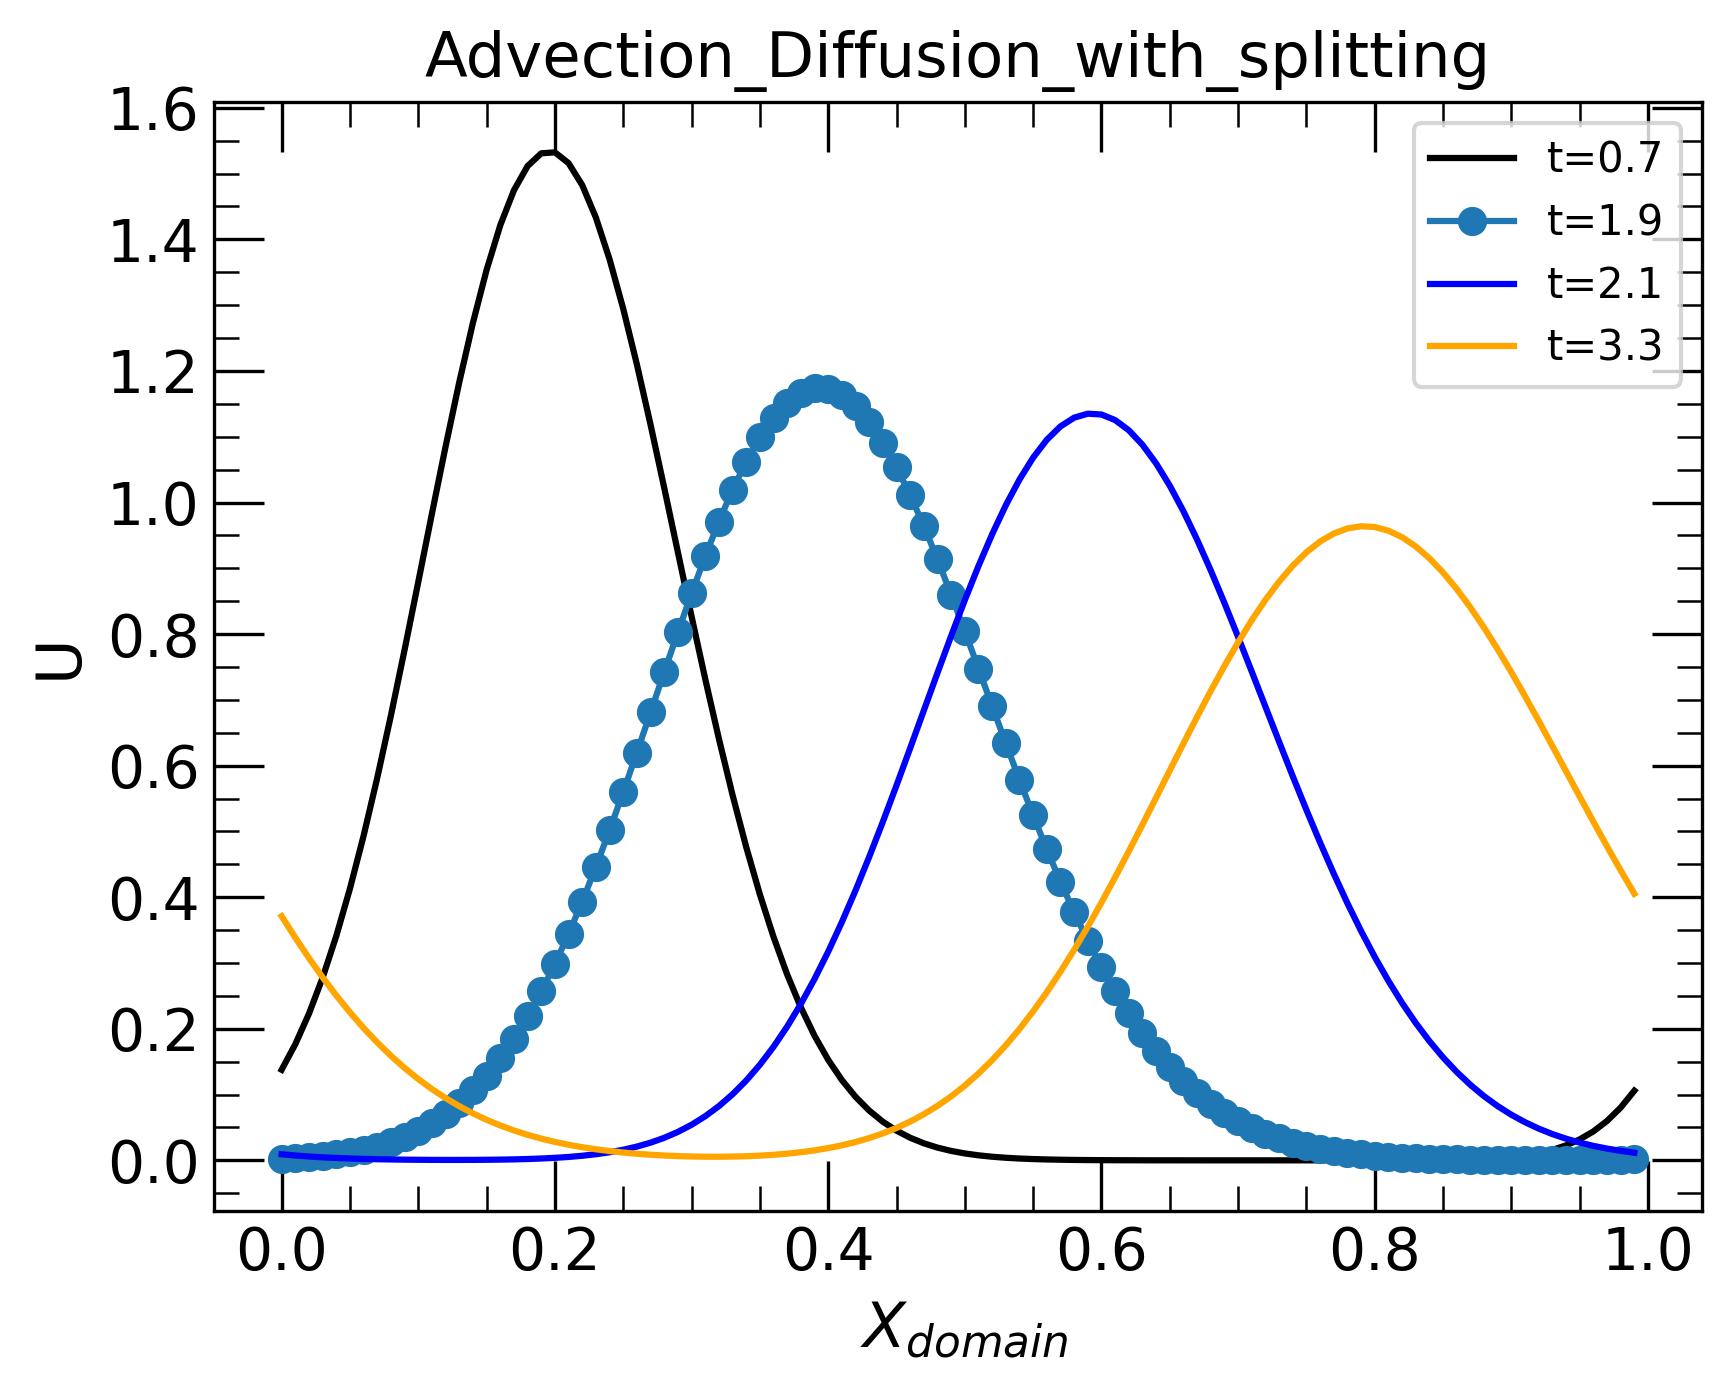 Advection_Diffusion_with_splitting
1.6
1.4
1.2
1.0
0.8
0.6
0.4
0.2
0.0
U
t=0.7
t=1.9
t=2.1
t=3.3
0.0 0.2 0.4 0.6 0.8 1.0
X_domain